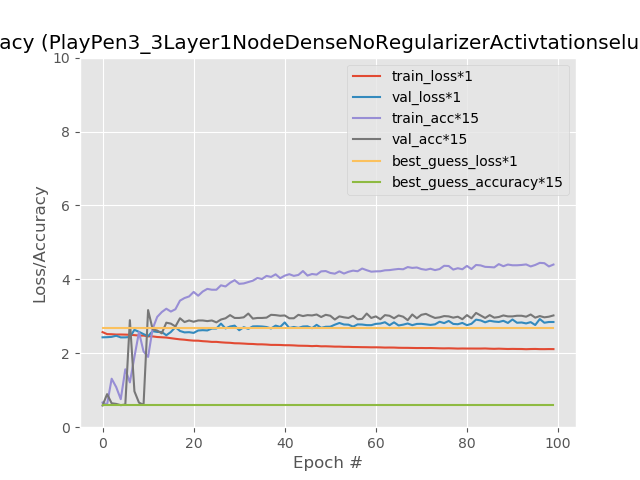 acy (PlayPen3_3Layer1NodeDenseNoRegularizerActivtationselu
10
8
6
4
2
0
Loss/Accuracy
train_loss*1
val_loss*1
train_acc*15
val_acc*15
best_guess_loss*1
best_guess_accuracy*15
0 20 40 60 80 100
Epoch #